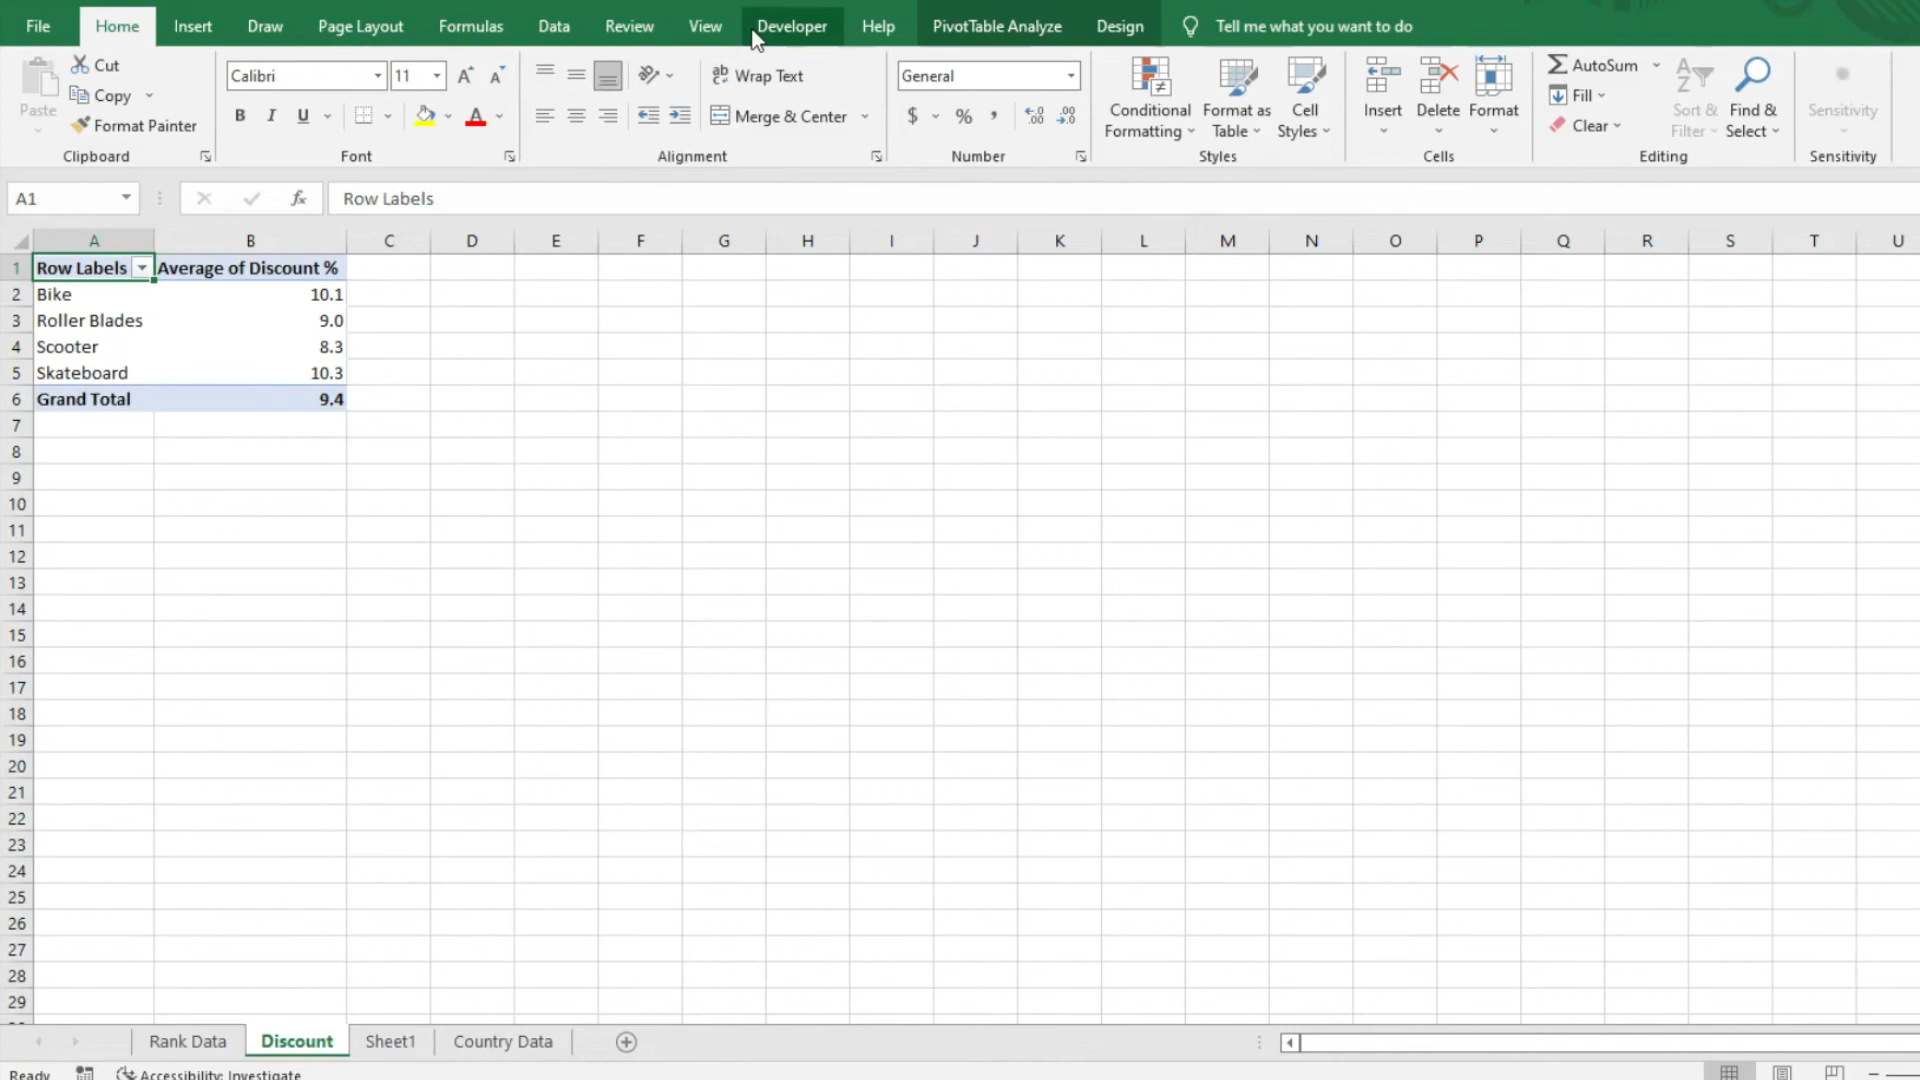 File Home Insert Draw Page Layout Formulas Data Review View Developer Help PivotTable Analyze Design Tell me what you want to do
Paste Cut Copy Format Painter Clipboard
Calibri 11 A A B I U A Font
ab Wrap Text Merge & Center Alignment
General $ % , .00 .00 Number
Conditional Formatting Format as Table Cell Styles Styles
Insert Delete Format Cells
AutoSum Fill Clear Sort & Filter Find & Select Editing
Sensitivity Sensitivity
A1 fx Row Labels
A B C D E F G H I J K L M N O P Q R S T U
1 Row Labels Average of Discount %
2 Bike 10.1
3 Roller Blades 9.0
4 Scooter 8.3
5 Skateboard 10.3
6 Grand Total 9.4
7
8
9
10
11
12
13
14
15
16
17
18
19
20
21
22
23
24
25
26
27
28
29
Rank Data Discount Sheet1 Country Data
Ready Accessibility: Investigate